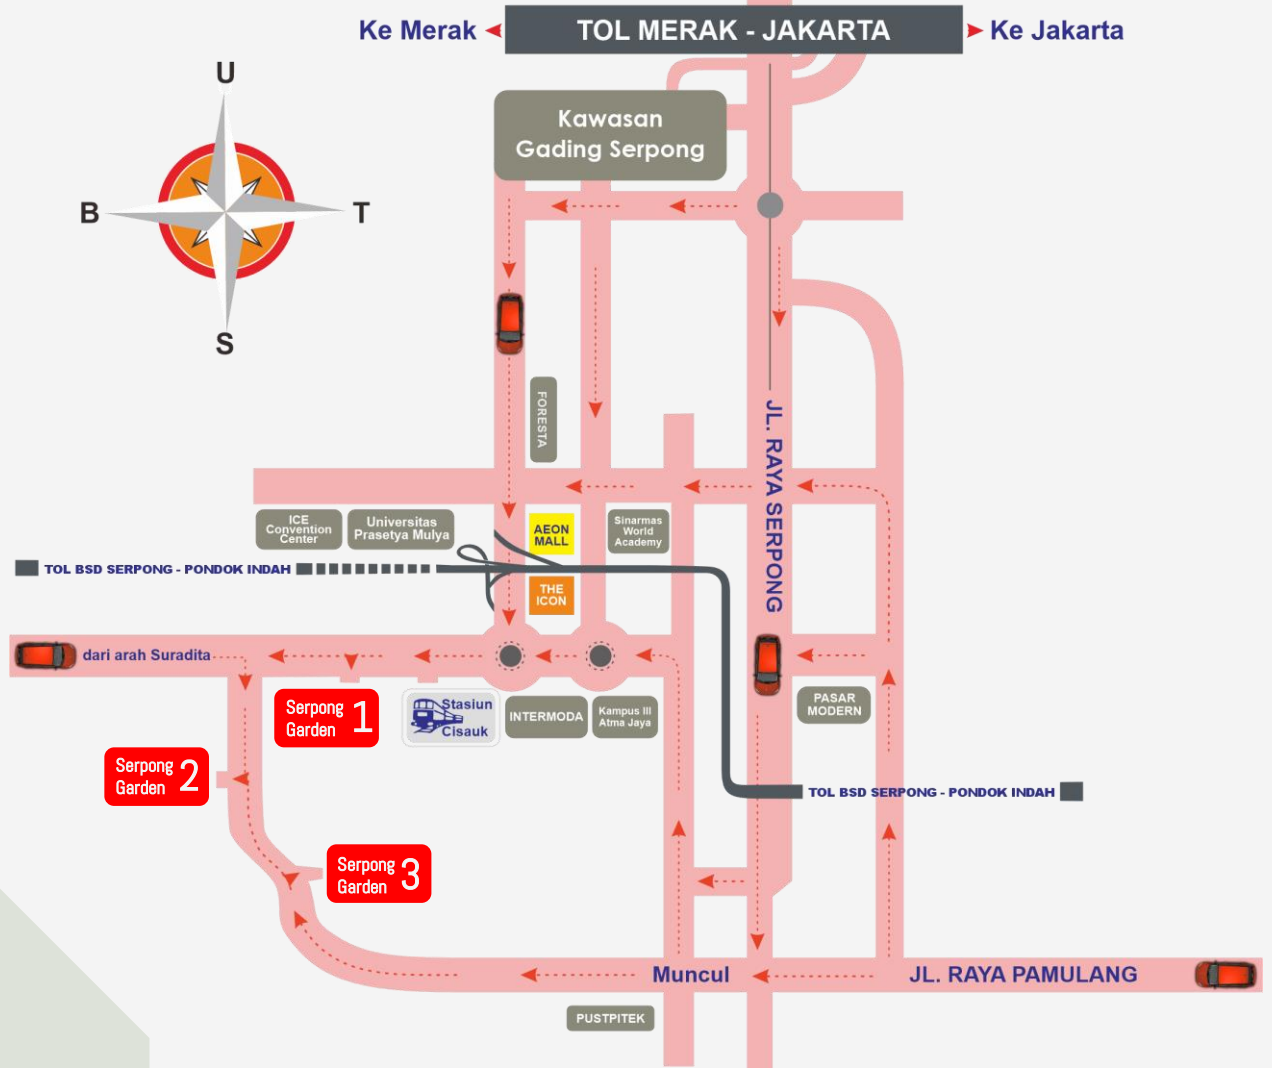 Ke Merak
TOL MERAK - JAKARTA
Ke Jakarta
U
B
T
S
Kawasan
Gading Serpong
FORESTA
JL. RAYA SERPONG
ICE
Convention
Center
Universitas
Prasetya Mulya
AEON
MALL
Sinarmas
World
Academy
TOL BSD SERPONG - PONDOK INDAH
THE
ICON
dari arah Suradita
Serpong
Garden 1
Stasiun
Cisauk
INTERMODA
Kampus III
Atma Jaya
PASAR
MODERN
Serpong
Garden 2
TOL BSD SERPONG - PONDOK INDAH
Serpong
Garden 3
Muncul
JL. RAYA PAMULANG
PUSTPITEK